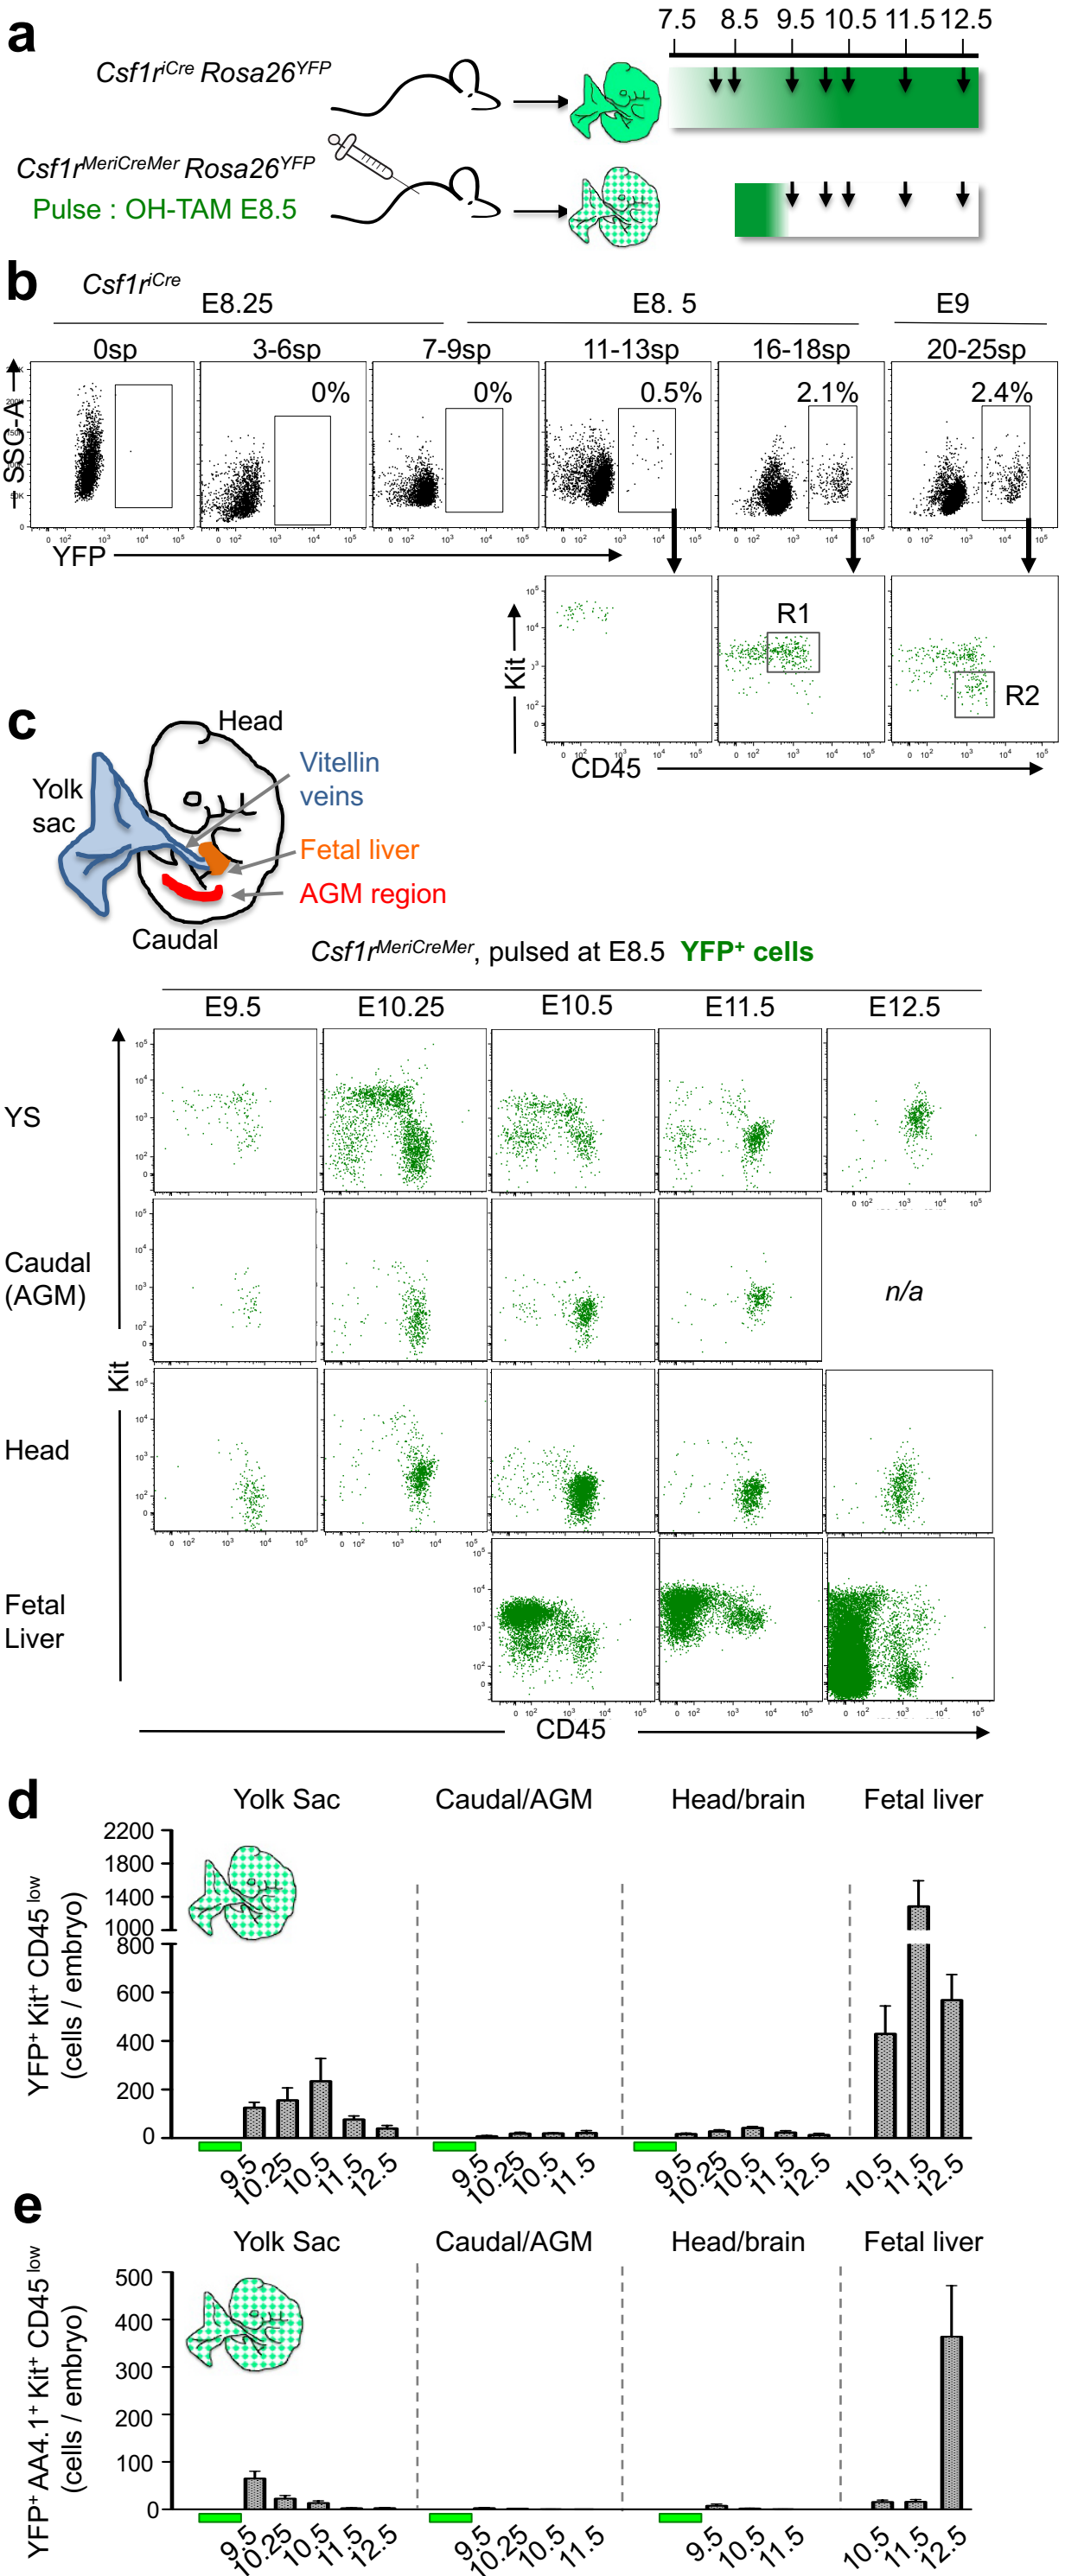 a
7.5 8.5 9.5 10.5 11.5 12.5
Csf1r^iCre Rosa26^YFP
Csf1r^MeriCreMer Rosa26^YFP
Pulse : OH-TAM E8.5
b
Csf1r^iCre
E8.25 E8. 5 E9
0sp 3-6sp 7-9sp 11-13sp 16-18sp 20-25sp
0% 0% 0.5% 2.1% 2.4%
SSC-A
YFP
R1
R2
Kit
CD45
c
Head
Yolk
sac
Vitellin
veins
Fetal liver
AGM region
Caudal
Csf1r^MeriCreMer, pulsed at E8.5 YFP+ cells
E9.5 E10.25 E10.5 E11.5 E12.5
YS
Caudal
(AGM)
n/a
Kit
Head
Fetal
Liver
CD45
d
Yolk Sac Caudal/AGM Head/brain Fetal liver
YFP+ Kit+ CD45 low
(cells / embryo)
2200
1800
1400
1000
800
600
400
200
0
9.5 10.25 10.5 11.5 12.5 9.5 10.25 10.5 11.5 9.5 10.25 10.5 11.5 12.5 10.5 11.5 12.5
e
Yolk Sac Caudal/AGM Head/brain Fetal liver
YFP+ AA4.1+ Kit+ CD45 low
(cells / embryo)
500
400
300
200
100
0
9.5 10.25 10.5 11.5 12.5 9.5 10.25 10.5 11.5 9.5 10.25 10.5 11.5 10.5 11.5 12.5